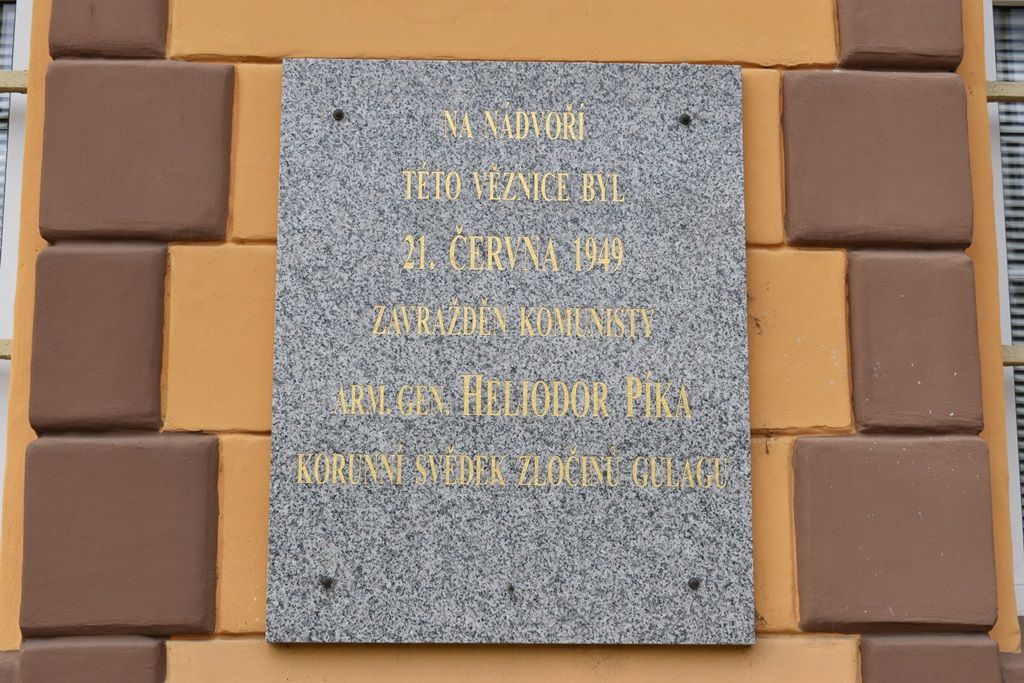 NA NÁDVOŘÍ
TÉTO VĚZNICE BYL
21. ČERVNA 1949
ZAVRAŽDĚN KOMUNISTY
ARM. GEN. HELIODOR PÍKA
KORUNNÍ SVĚDEK ZLOČINŮ GULAGU